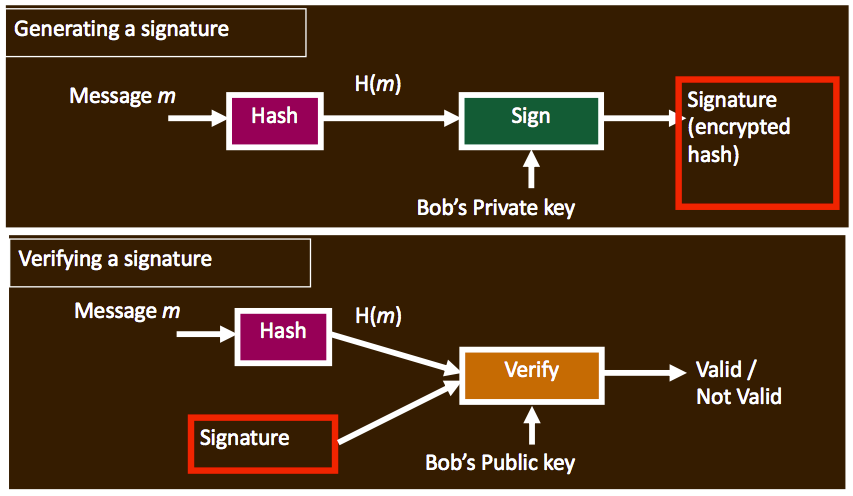 Generating a signature
Message m
Hash
H(m)
Sign
Bob's Private key
Signature
(encrypted
hash)
Verifying a signature
Message m
Hash
H(m)
Signature
Verify
Bob's Public key
Valid /
Not Valid